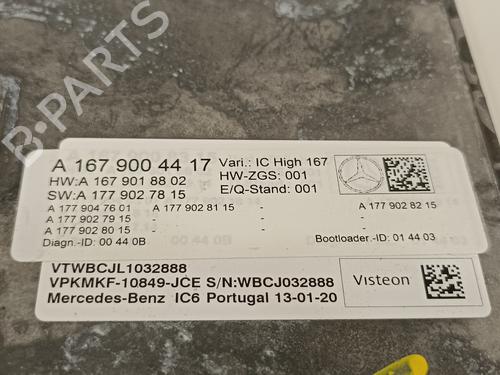 B-PARTS
A 167 900 44 17 Vari.: IC High 167
HW:A 167 901 88 02 HW-ZGS: 001
SW:A 177 902 78 15 E/Q-Stand: 001
A 177 904 76 01 A 177 902 81 15 A 177 902 82 15
A 177 902 79 15
A 177 902 80 15
Diagn.-ID: 00 44 0B Bootloader.-ID: 01 44 03
VTWBCJL1032888
VPKMKF-10849-JCE S/N:WBCJ032888 Visteon
Mercedes-Benz IC6 Portugal 13-01-20